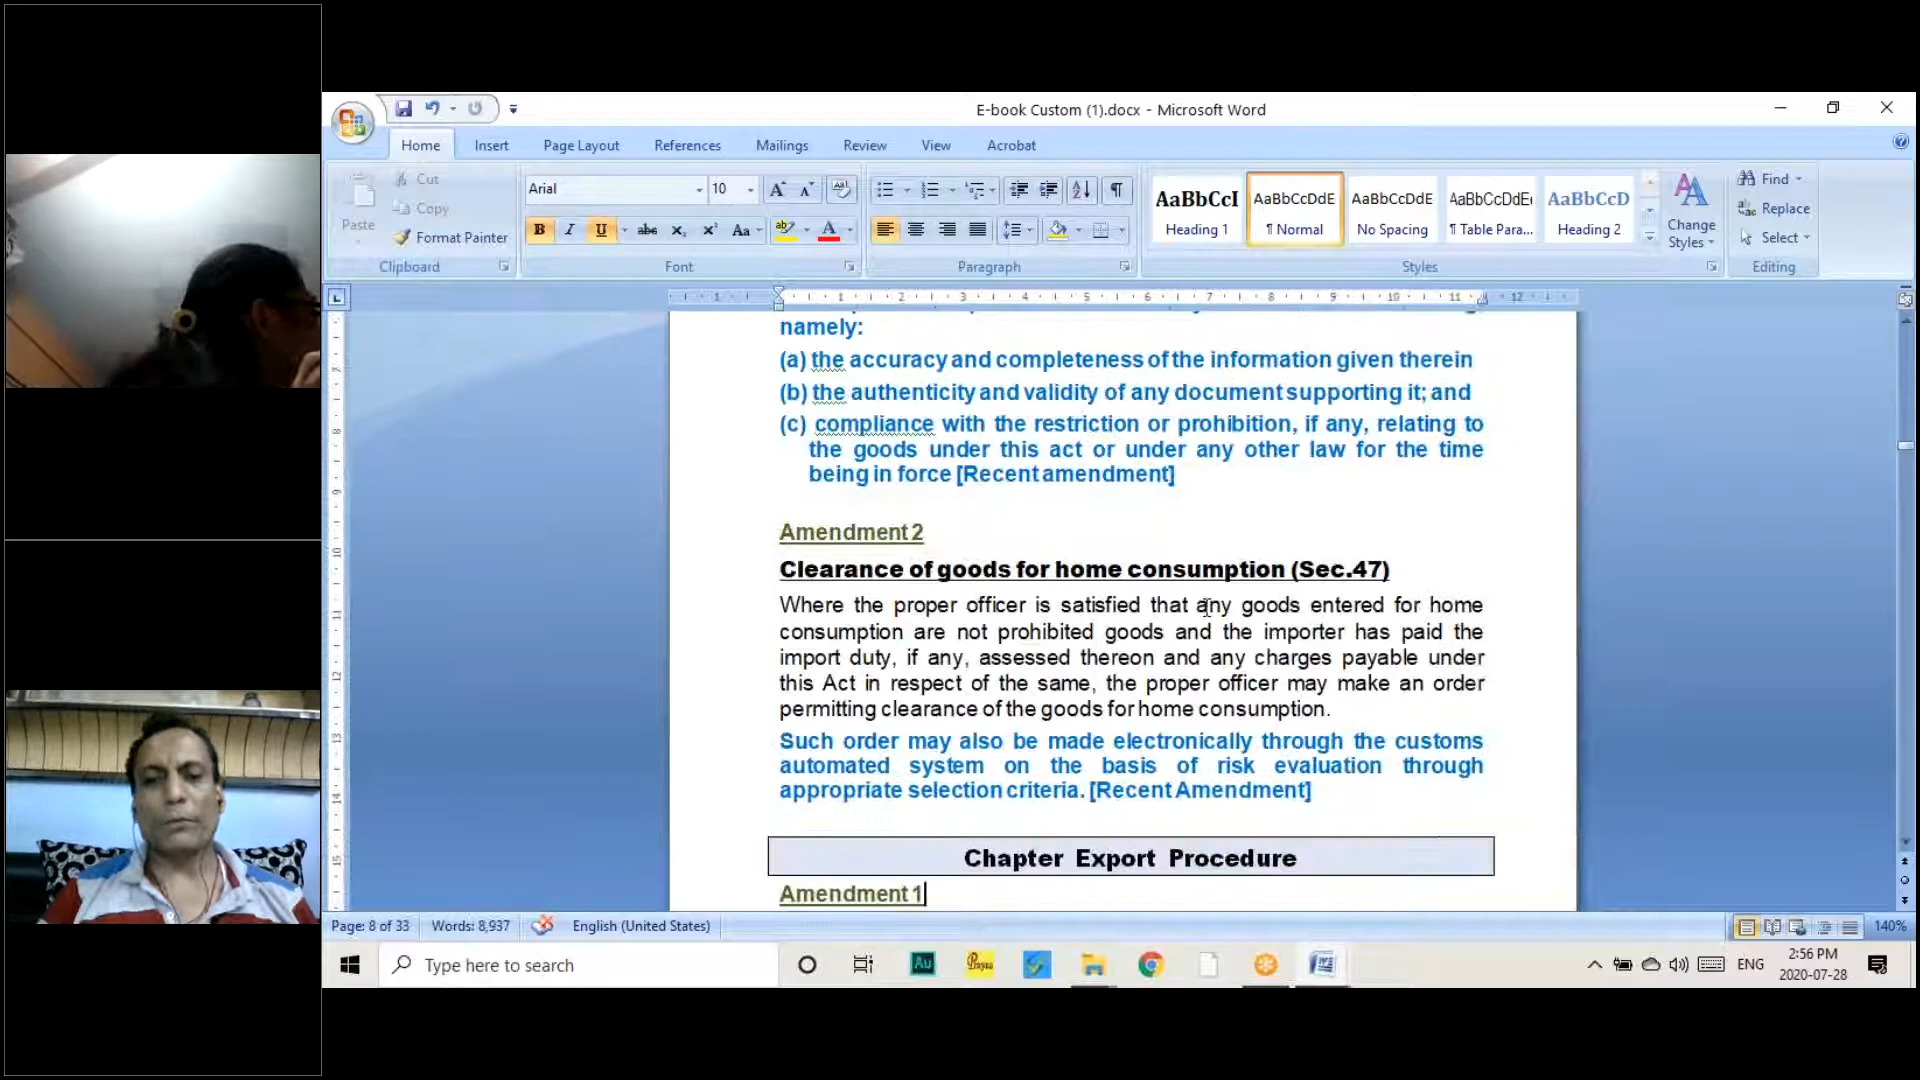 E-book Custom (1).docx - Microsoft Word
Home Insert Page Layout References Mailings Review View Acrobat
Paste
Cut
Copy
Format Painter
Clipboard
Arial 10
Font
Paragraph
AaBbCcI AaBbCcDdE AaBbCcDdE AaBbCcDdEi AaBbCcD
Heading 1 ¶ Normal No Spacing ¶ Table Para... Heading 2
Change Styles
Styles
Find
Replace
Select
Editing
namely:
(a) the accuracy and completeness of the information given therein
(b) the authenticity and validity of any document supporting it; and
(c) compliance with the restriction or prohibition, if any, relating to
the goods under this act or under any other law for the time
being in force [Recent amendment]
Amendment 2
Clearance of goods for home consumption (Sec.47)
Where the proper officer is satisfied that any goods entered for home
consumption are not prohibited goods and the importer has paid the
import duty, if any, assessed thereon and any charges payable under
this Act in respect of the same, the proper officer may make an order
permitting clearance of the goods for home consumption.
Such order may also be made electronically through the customs
automated system on the basis of risk evaluation through
appropriate selection criteria. [Recent Amendment]
Chapter Export Procedure
Amendment 1
Page: 8 of 33 Words: 8,937 English (United States) 140%
Type here to search
Au
ENG
2:56 PM
2020-07-28